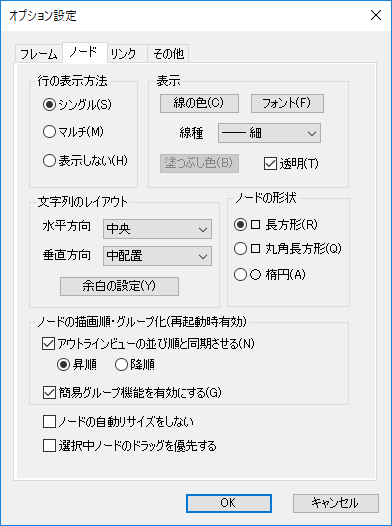 オプション設定
フレーム ノード リンク その他
行の表示方法
シングル(S)
マルチ(M)
表示しない(H)
表示
線の色(C) フォント(F)
線種 細
塗つぶし色(B) 透明(T)
文字列のレイアウト
水平方向 中央
垂直方向 中配置
余白の設定(Y)
ノードの形状
長方形(R)
丸角長方形(Q)
楕円(A)
ノードの描画順・グループ化(再起動時有効)
アウトラインビューの並び順と同期させる(N)
昇順 降順
簡易グループ機能を有効にする(G)
ノードの自動リサイズをしない
選択中ノードのドラッグを優先する
OK キャンセル